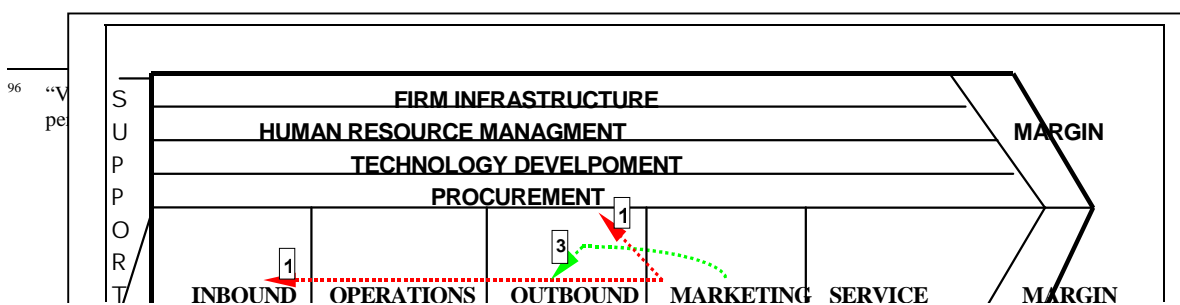 FIRM INFRASTRUCTURE
HUMAN RESOURCE MANAGMENT
MARGIN
TECHNOLOGY DEVELPOMENT
PROCUREMENT
96 “V
S
U
P
P
O
R
T
1
3
1
INBOUND OPERATIONS OUTBOUND MARKETING SERVICE MARGIN